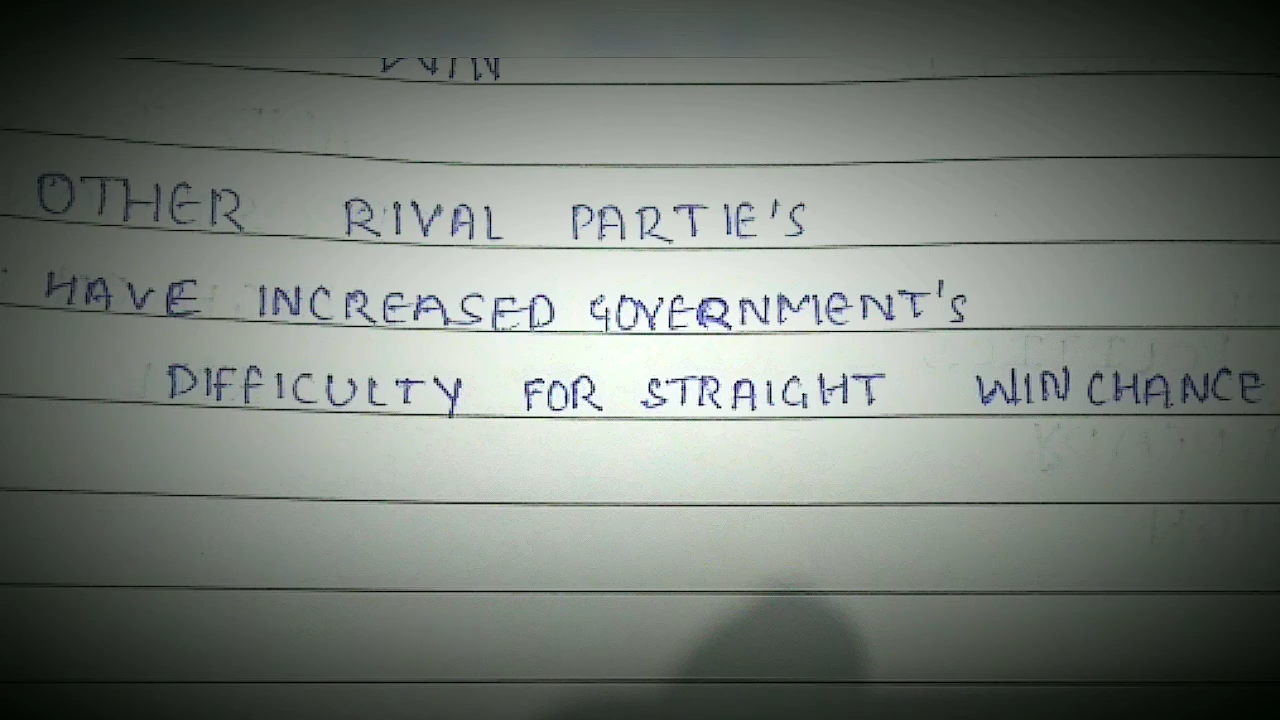 OTHER RIVAL PARTIE'S
HAVE INCREASED GOVERNMENT'S
DIFFICULTY FOR STRAIGHT WIN CHANCE